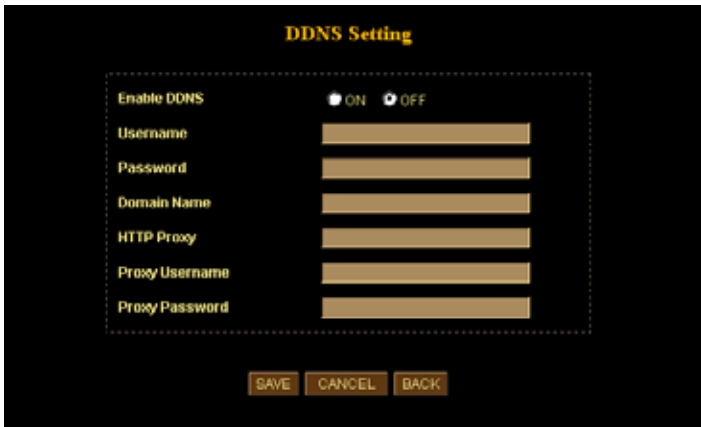 DDNS Setting
Enable DDNS ON OFF
Username
Password
Domain Name
HTTP Proxy
Proxy Username
Proxy Password
SAVE CANCEL BACK